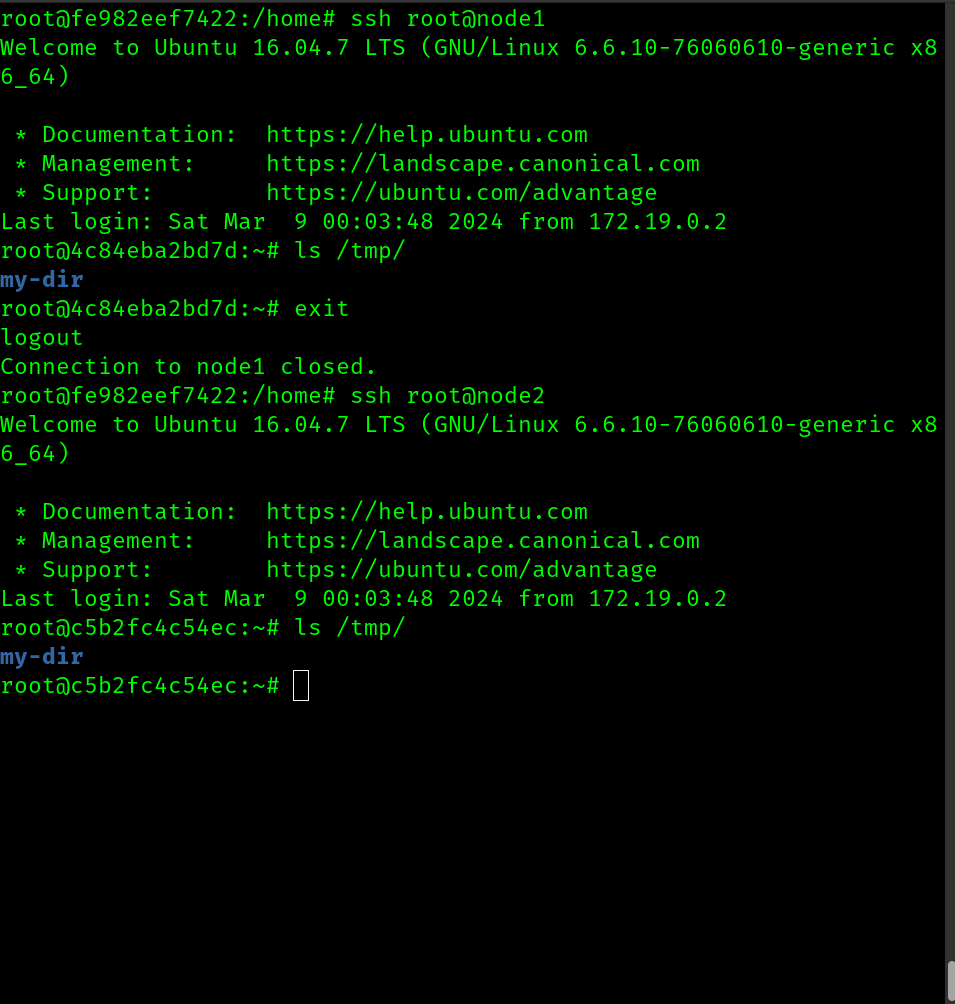 root@fe982eef7422:/home# ssh root@node1
Welcome to Ubuntu 16.04.7 LTS (GNU/Linux 6.6.10-76060610-generic x8
6_64)

 * Documentation:  https://help.ubuntu.com
 * Management:     https://landscape.canonical.com
 * Support:        https://ubuntu.com/advantage
Last login: Sat Mar  9 00:03:48 2024 from 172.19.0.2
root@4c84eba2bd7d:~# ls /tmp/
my-dir
root@4c84eba2bd7d:~# exit
logout
Connection to node1 closed.
root@fe982eef7422:/home# ssh root@node2
Welcome to Ubuntu 16.04.7 LTS (GNU/Linux 6.6.10-76060610-generic x8
6_64)

 * Documentation:  https://help.ubuntu.com
 * Management:     https://landscape.canonical.com
 * Support:        https://ubuntu.com/advantage
Last login: Sat Mar  9 00:03:48 2024 from 172.19.0.2
root@c5b2fc4c54ec:~# ls /tmp/
my-dir
root@c5b2fc4c54ec:~#